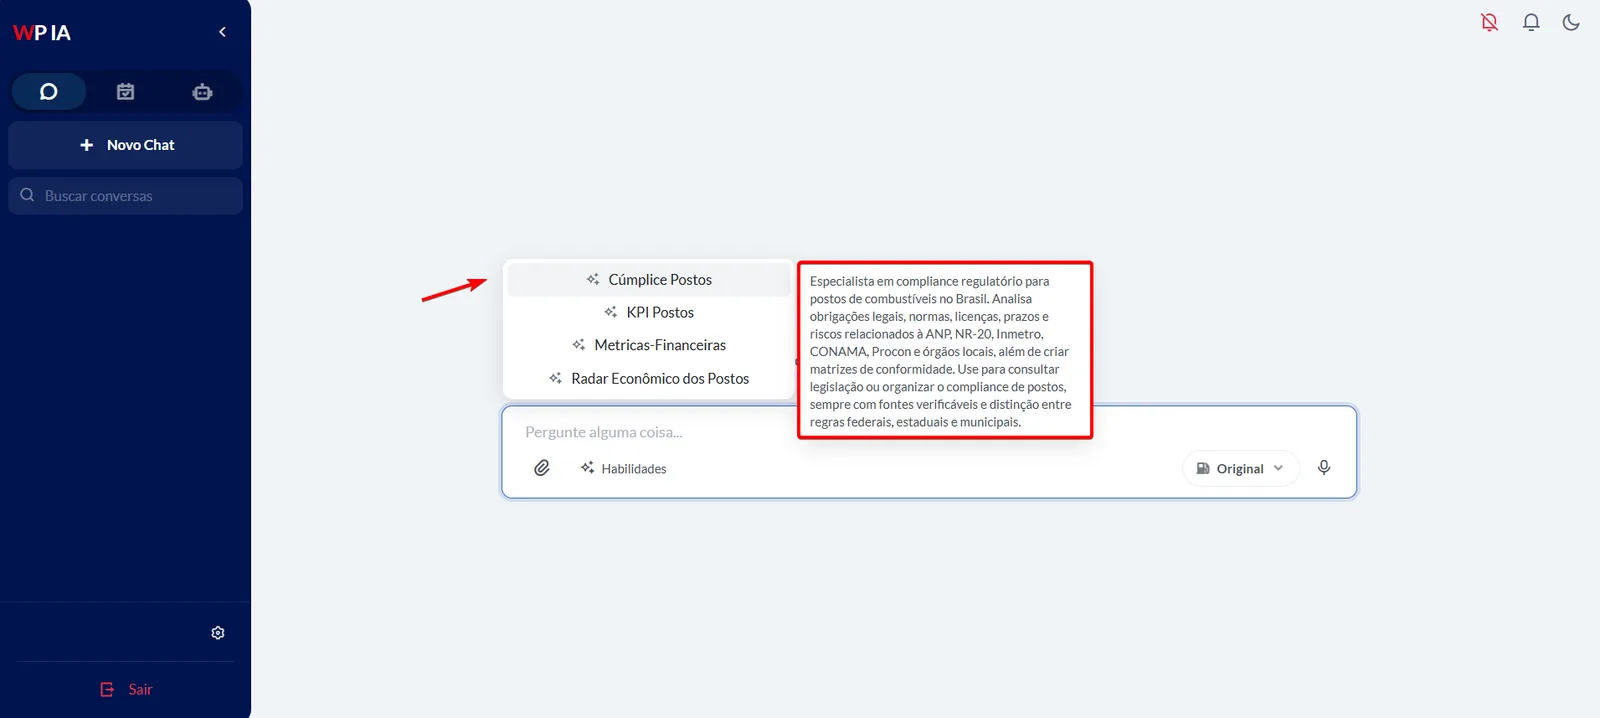 WPIA
Novo Chat
Buscar conversas
Cúmplice Postos
KPI Postos
Metricas-Financeiras
Radar Econômico dos Postos
Especialista em compliance regulatório para
postos de combustíveis no Brasil. Analisa
obrigações legais, normas, licenças, prazos e
riscos relacionados à ANP, NR-20, Inmetro,
CONAMA, Procon e órgãos locais, além de criar
matrizes de conformidade. Use para consultar
legislação ou organizar o compliance de postos,
sempre com fontes verificáveis e distinção entre
regras federais, estaduais e municipais.
Pergunte alguma coisa...
Habilidades
Original
Sair